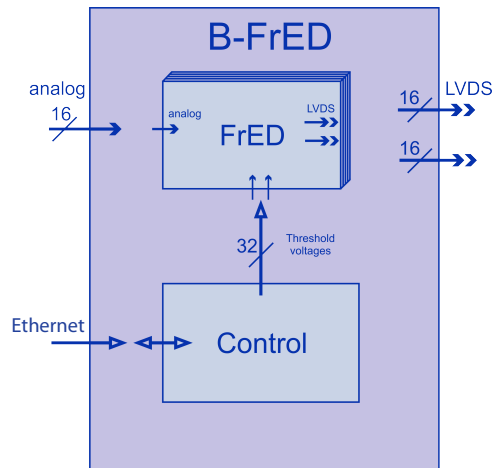 B-FrED
analog
16
analog
LVDS
FrED
LVDS
16
16
32
Threshold
voltages
Ethernet
Control